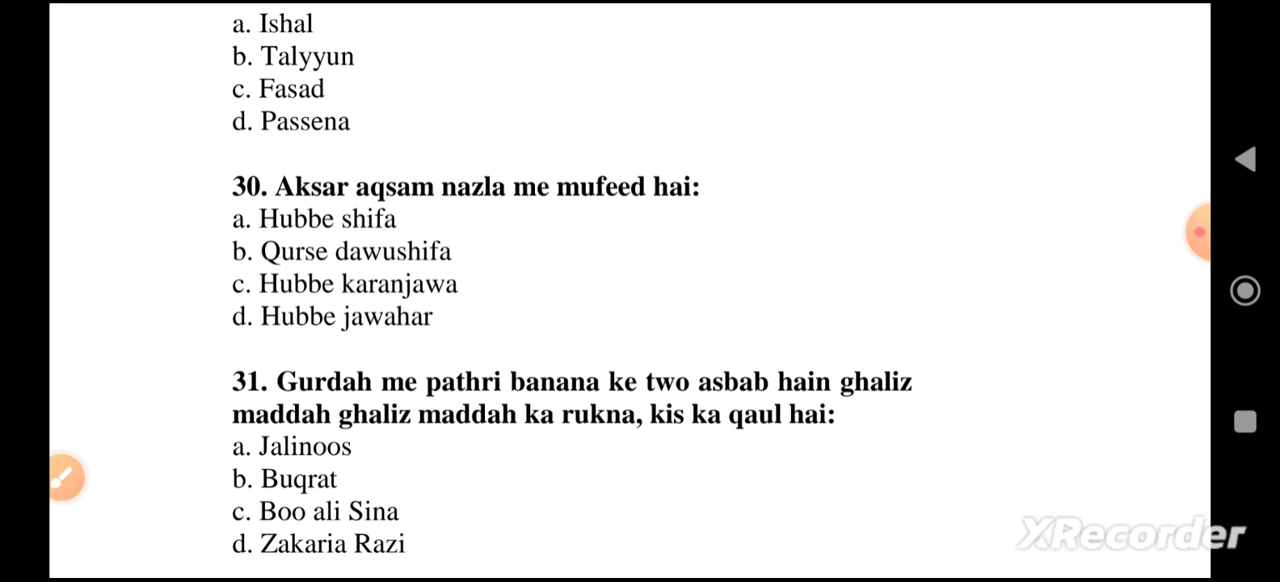 a. Ishal
b. Talyyun
c. Fasad
d. Passena
30. Aksar aqsam nazla me mufeed hai:
a. Hubbe shifa
b. Qurse dawushifa
c. Hubbe karanjawa
d. Hubbe jawahar
31. Gurdah me pathri banana ke two asbab hain ghaliz
maddah ghaliz maddah ka rukna, kis ka qaul hai:
a. Jalinoos
b. Buqrat
c. Boo ali Sina
d. Zakaria Razi
XRecorder